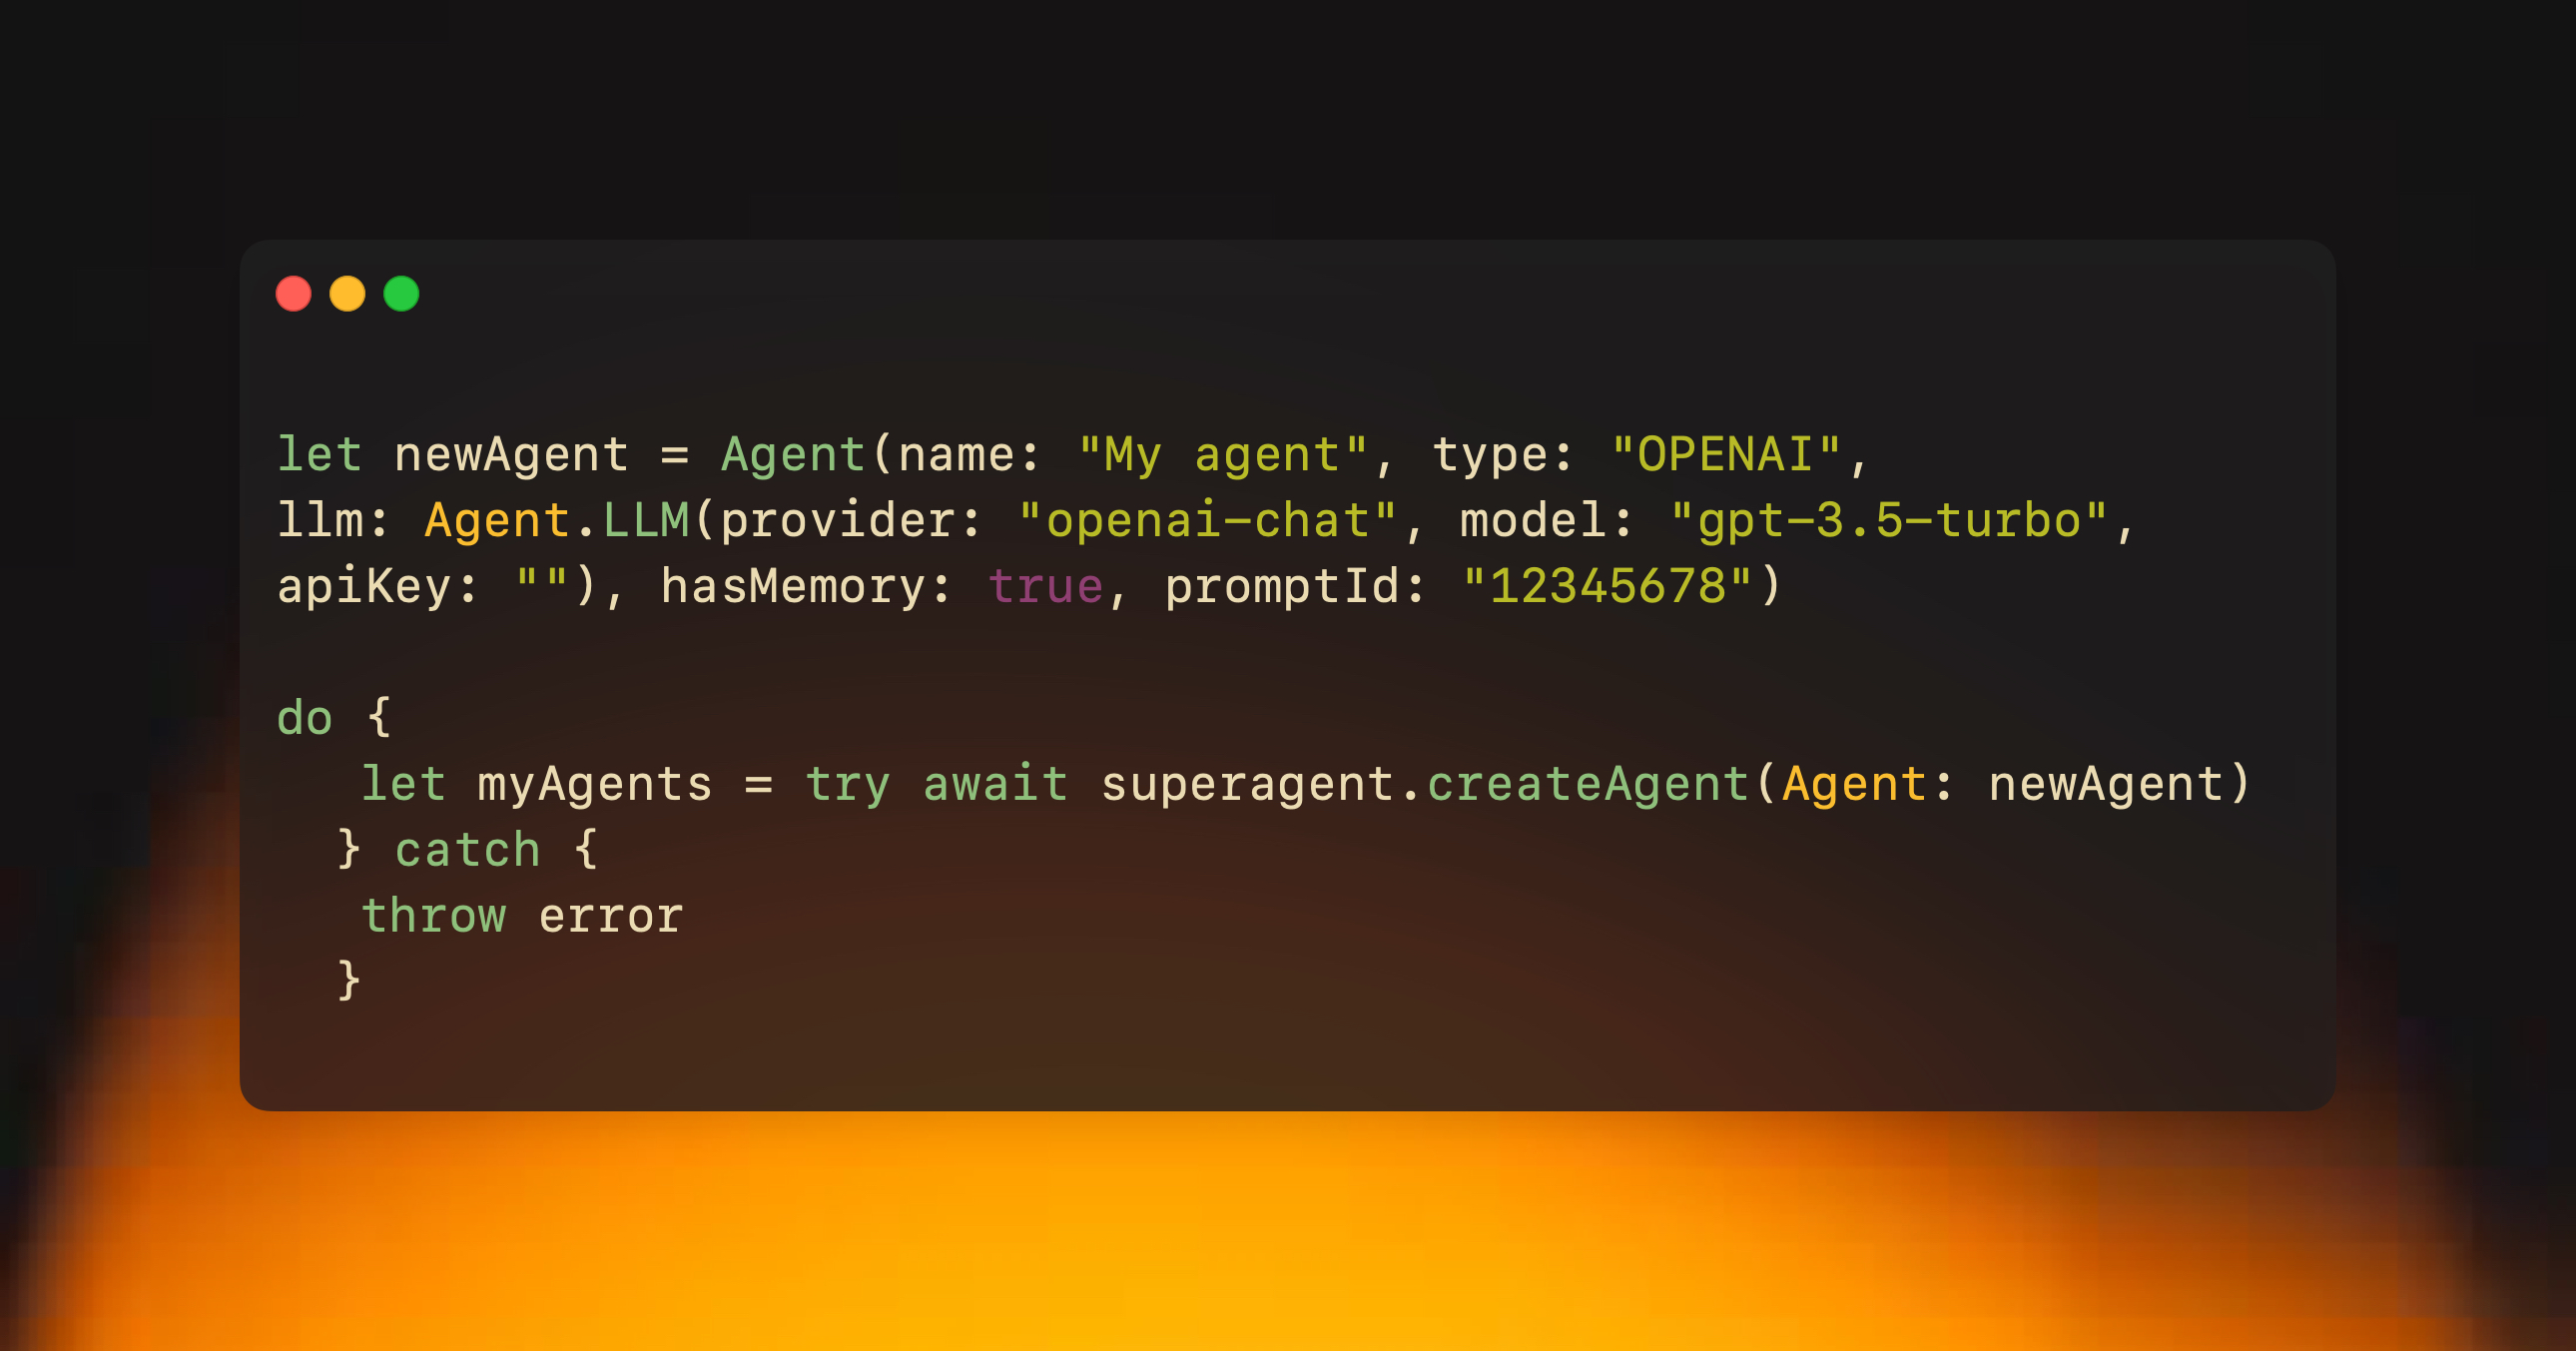 let newAgent = Agent(name: "My agent", type: "OPENAI",
llm: Agent.LLM(provider: "openai-chat", model: "gpt-3.5-turbo",
apiKey: ""), hasMemory: true, promptId: "12345678")
do {
let myAgents = try await superagent.createAgent(Agent: newAgent)
} catch {
throw error
}